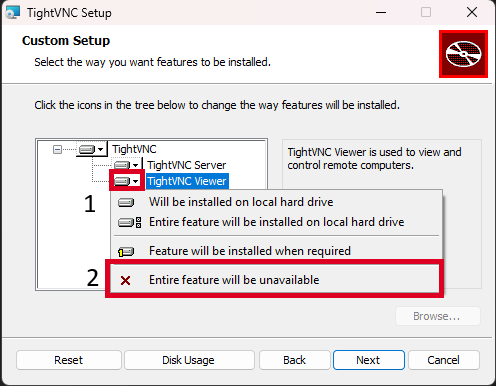 TightVNC Setup
Custom Setup
Select the way you want features to be installed.
Click the icons in the tree below to change the way features will be installed.
TightVNC
TightVNC Server
TightVNC Viewer
TightVNC Viewer is used to view and
control remote computers.
1
Will be installed on local hard drive
Entire feature will be installed on local hard drive
Feature will be installed when required
2
Entire feature will be unavailable
Browse...
Reset
Disk Usage
Back
Next
Cancel